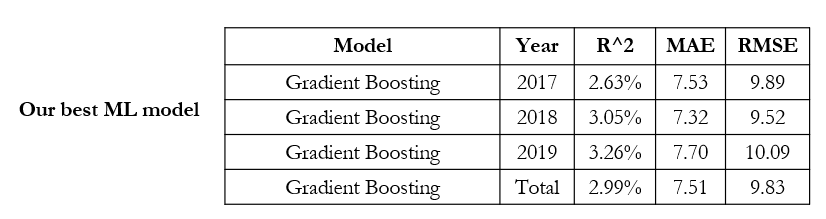 Model Year R^2 MAE RMSE
Gradient Boosting 2017 2.63% 7.53 9.89
Our best ML model
Gradient Boosting 2018 3.05% 7.32 9.52
Gradient Boosting 2019 3.26% 7.70 10.09
Gradient Boosting Total 2.99% 7.51 9.83